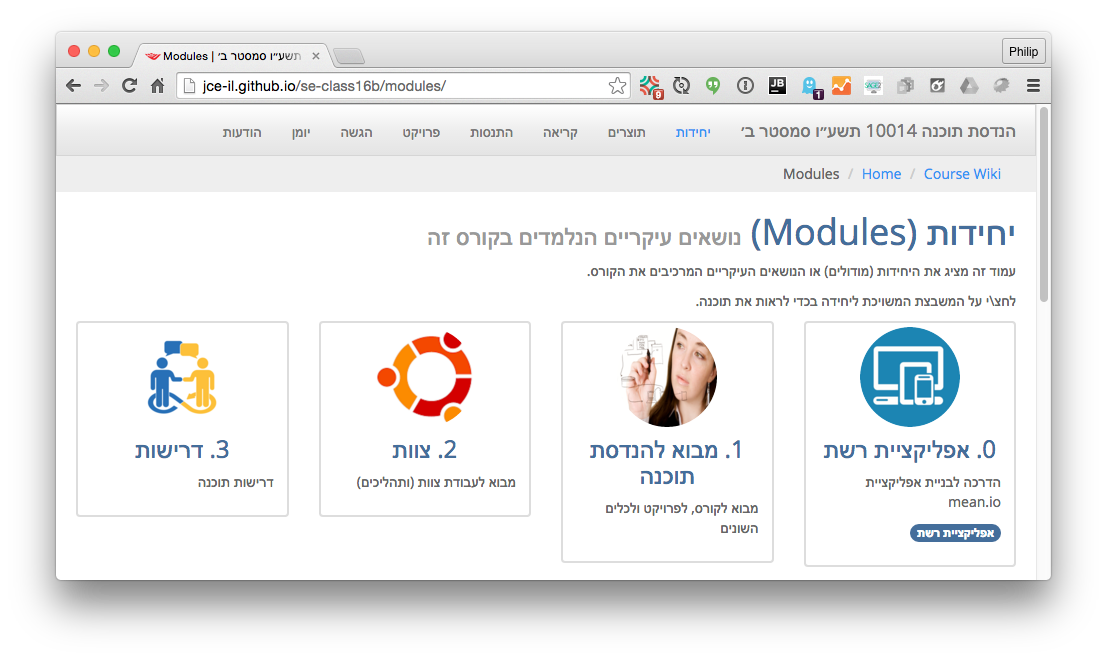 Modules | תשע״ו סמסטר ב׳
Philip
jce-il.github.io/se-class16b/modules/
9
JB
1
הנדסת תוכנה 10014 תשע״ו סמסטר ב׳ יחידות תוצרים קריאה התנסות פרויקט הגשה יומן הודעות
Modules / Home / Course Wiki
יחידות (Modules) נושאים עיקריים הנלמדים בקורס זה
עמוד זה מציג את היחידות (מודולים) או הנושאים העיקריים המרכיבים את הקורס.
לחצ\י על המשבצת המשויכת ליחידה בכדי לראות את תוכנה.
0. אפליקציית רשת
הדרכה לבניית אפליקציית
mean.io
אפליקציית רשת
1. מבוא להנדסת
תוכנה
מבוא לקורס, לפרויקט ולכלים
השונים
2. צוות
מבוא לעבודת צוות (ותהליכים)
3. דרישות
דרישות תוכנה